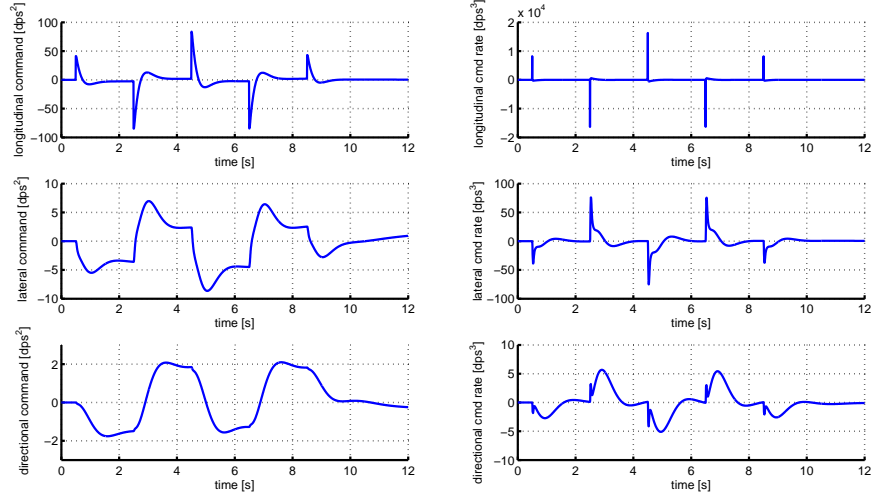 longitudinal command [dps²]
100
50
0
−50
−100
0 2 4 6 8 10 12
time [s]
longitudinal cmd rate [dps³]
x 10⁴
2
1
0
−1
−2
0 2 4 6 8 10 12
time [s]
lateral command [dps²]
10
5
0
−5
−10
0 2 4 6 8 10 12
time [s]
lateral cmd rate [dps³]
100
50
0
−50
−100
0 2 4 6 8 10 12
time [s]
directional command [dps²]
2
0
−2
0 2 4 6 8 10 12
time [s]
directional cmd rate [dps³]
10
5
0
−5
−10
0 2 4 6 8 10 12
time [s]